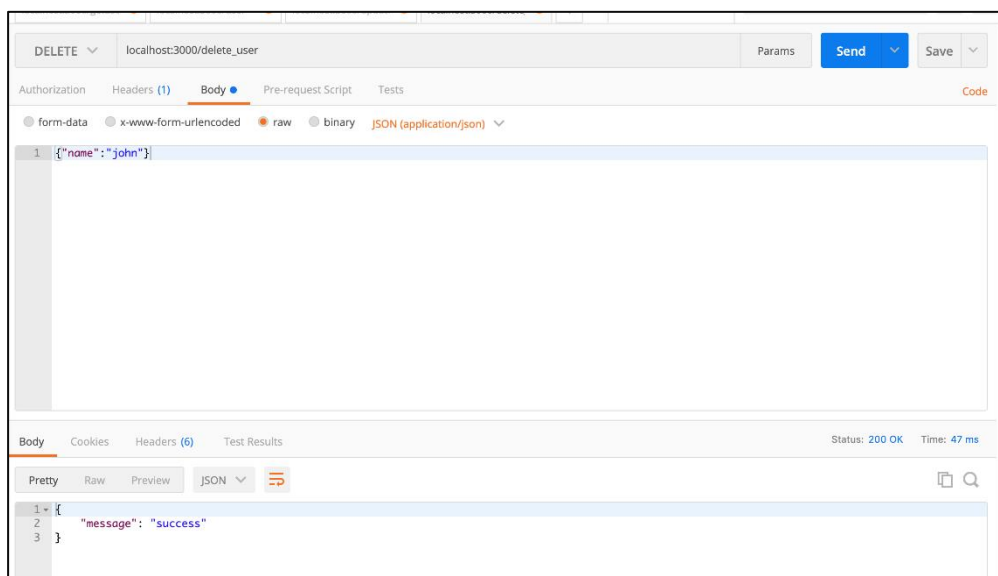 DELETE localhost:3000/delete_user Params Send Save
Authorization Headers (1) Body Pre-request Script Tests Code
form-data x-www-form-urlencoded raw binary JSON (application/json)
1 {"name":"john"}
Body Cookies Headers (6) Test Results Status: 200 OK Time: 47 ms
Pretty Raw Preview JSON
1 {
2 "message": "success"
3 }